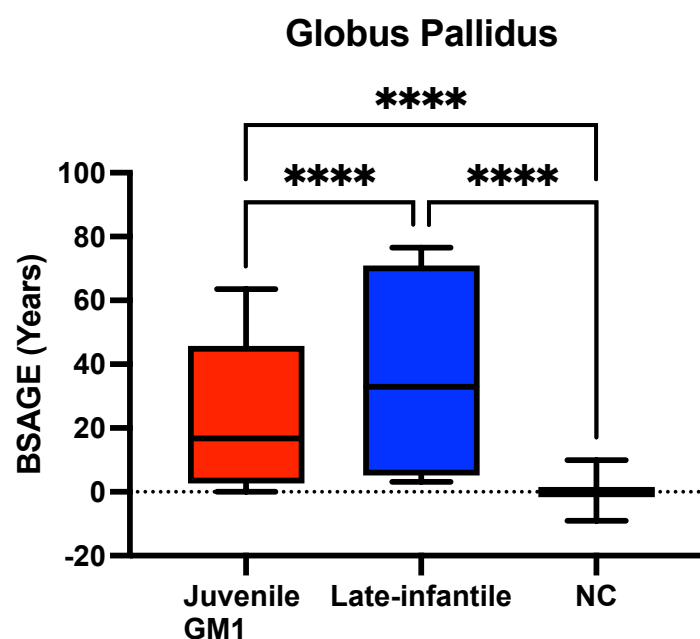 Globus Pallidus
****
**** ****
100
80
60
40
20
0
-20
BSAGE (Years)
Juvenile
GM1
Late-infantile
NC